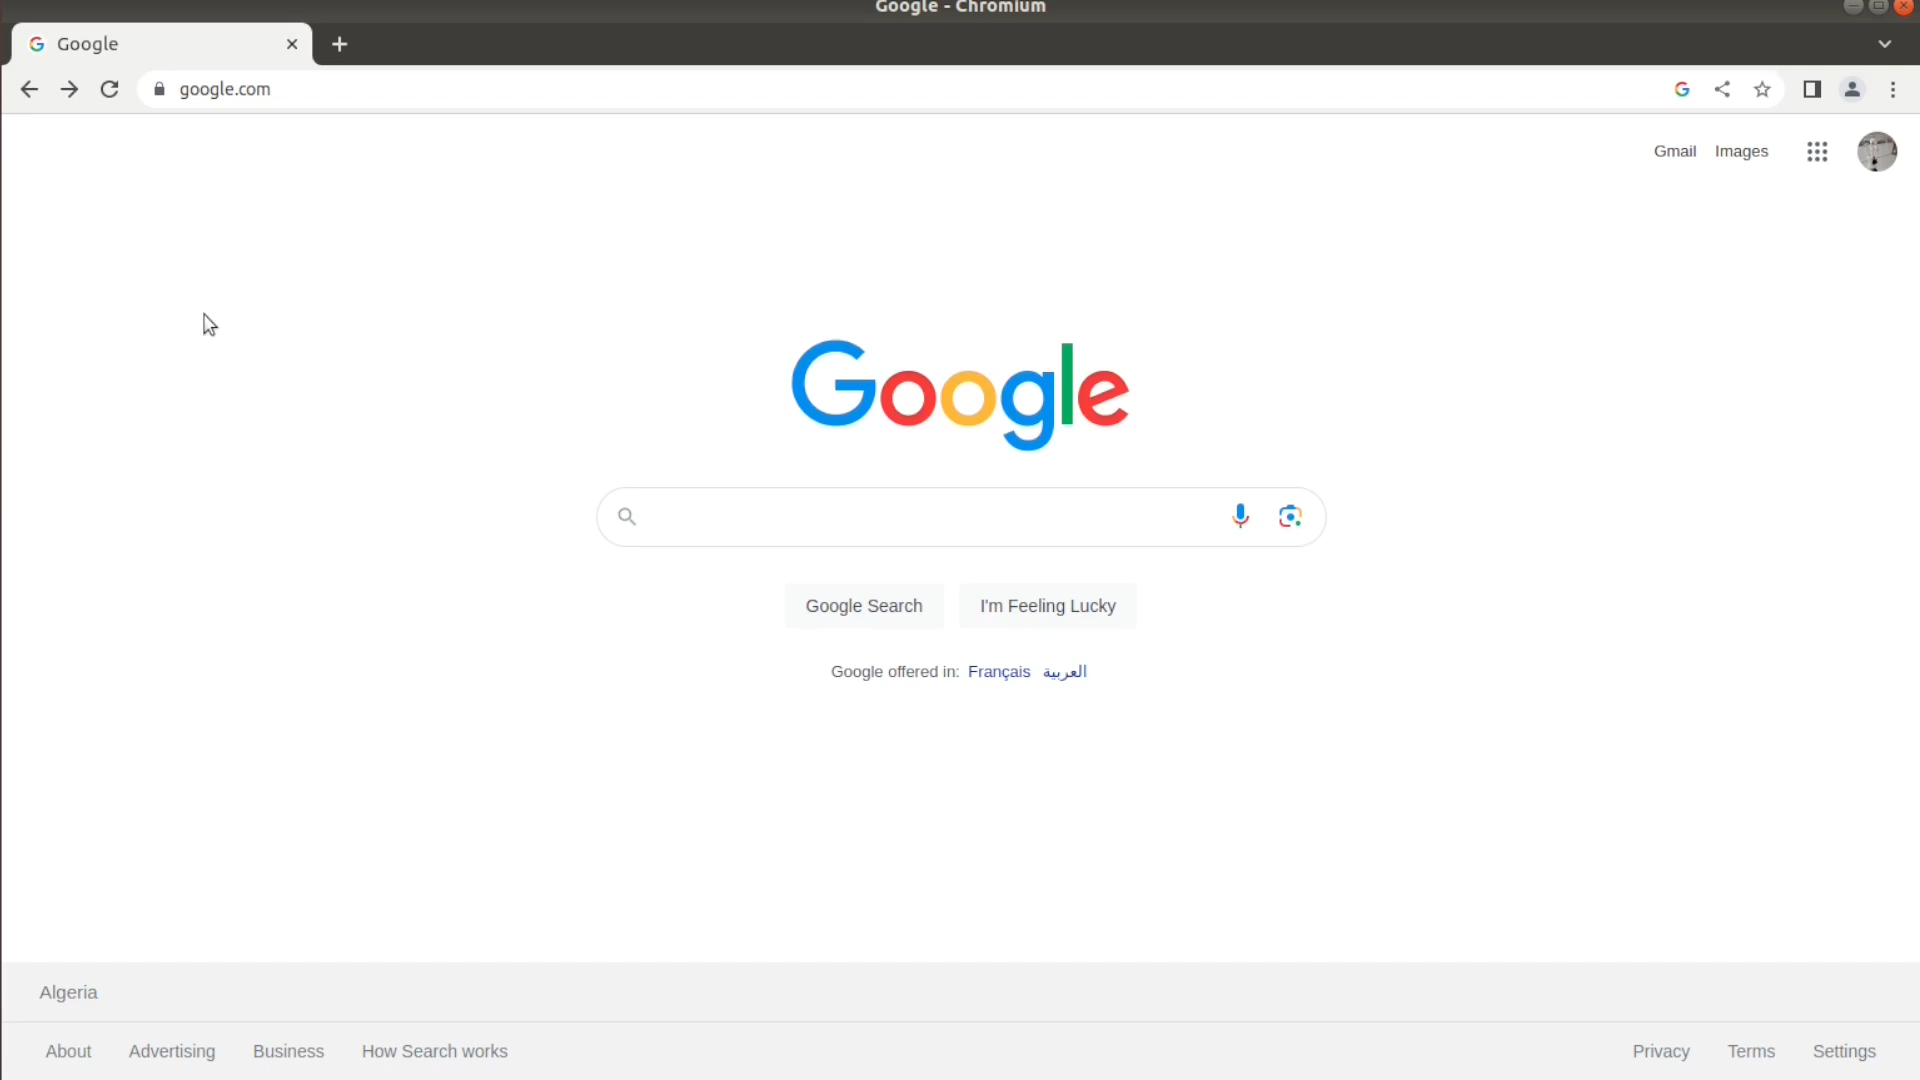 Google - Chromium
Google
google.com
Gmail Images
Google
Google Search I'm Feeling Lucky
Google offered in: Français العربية
Algeria
About Advertising Business How Search works Privacy Terms Settings